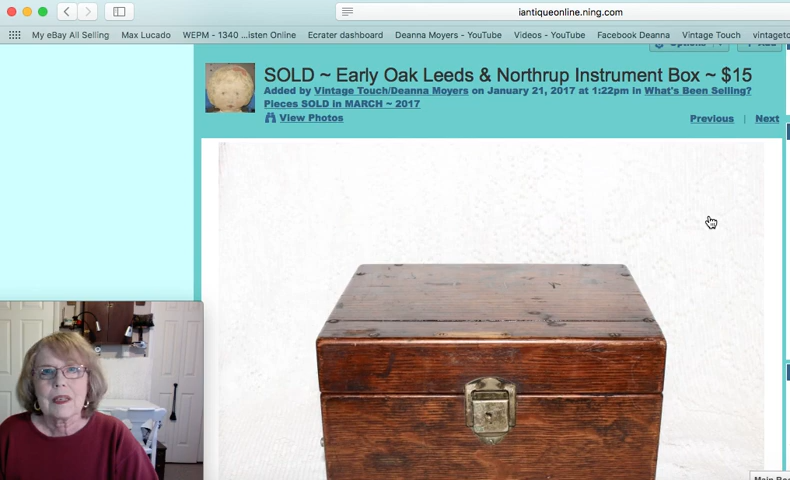 iantiqueonline.ning.com
My eBay All Selling Max Lucado WEPM - 1340 ...isten Online Ecrater dashboard Deanna Moyers - YouTube Videos - YouTube Facebook Deanna Vintage Touch vintageto
SOLD ~ Early Oak Leeds & Northrup Instrument Box ~ $15
Added by Vintage Touch/Deanna Moyers on January 21, 2017 at 1:22pm in What's Been Selling?
Pieces SOLD in MARCH ~ 2017
View Photos
Previous | Next